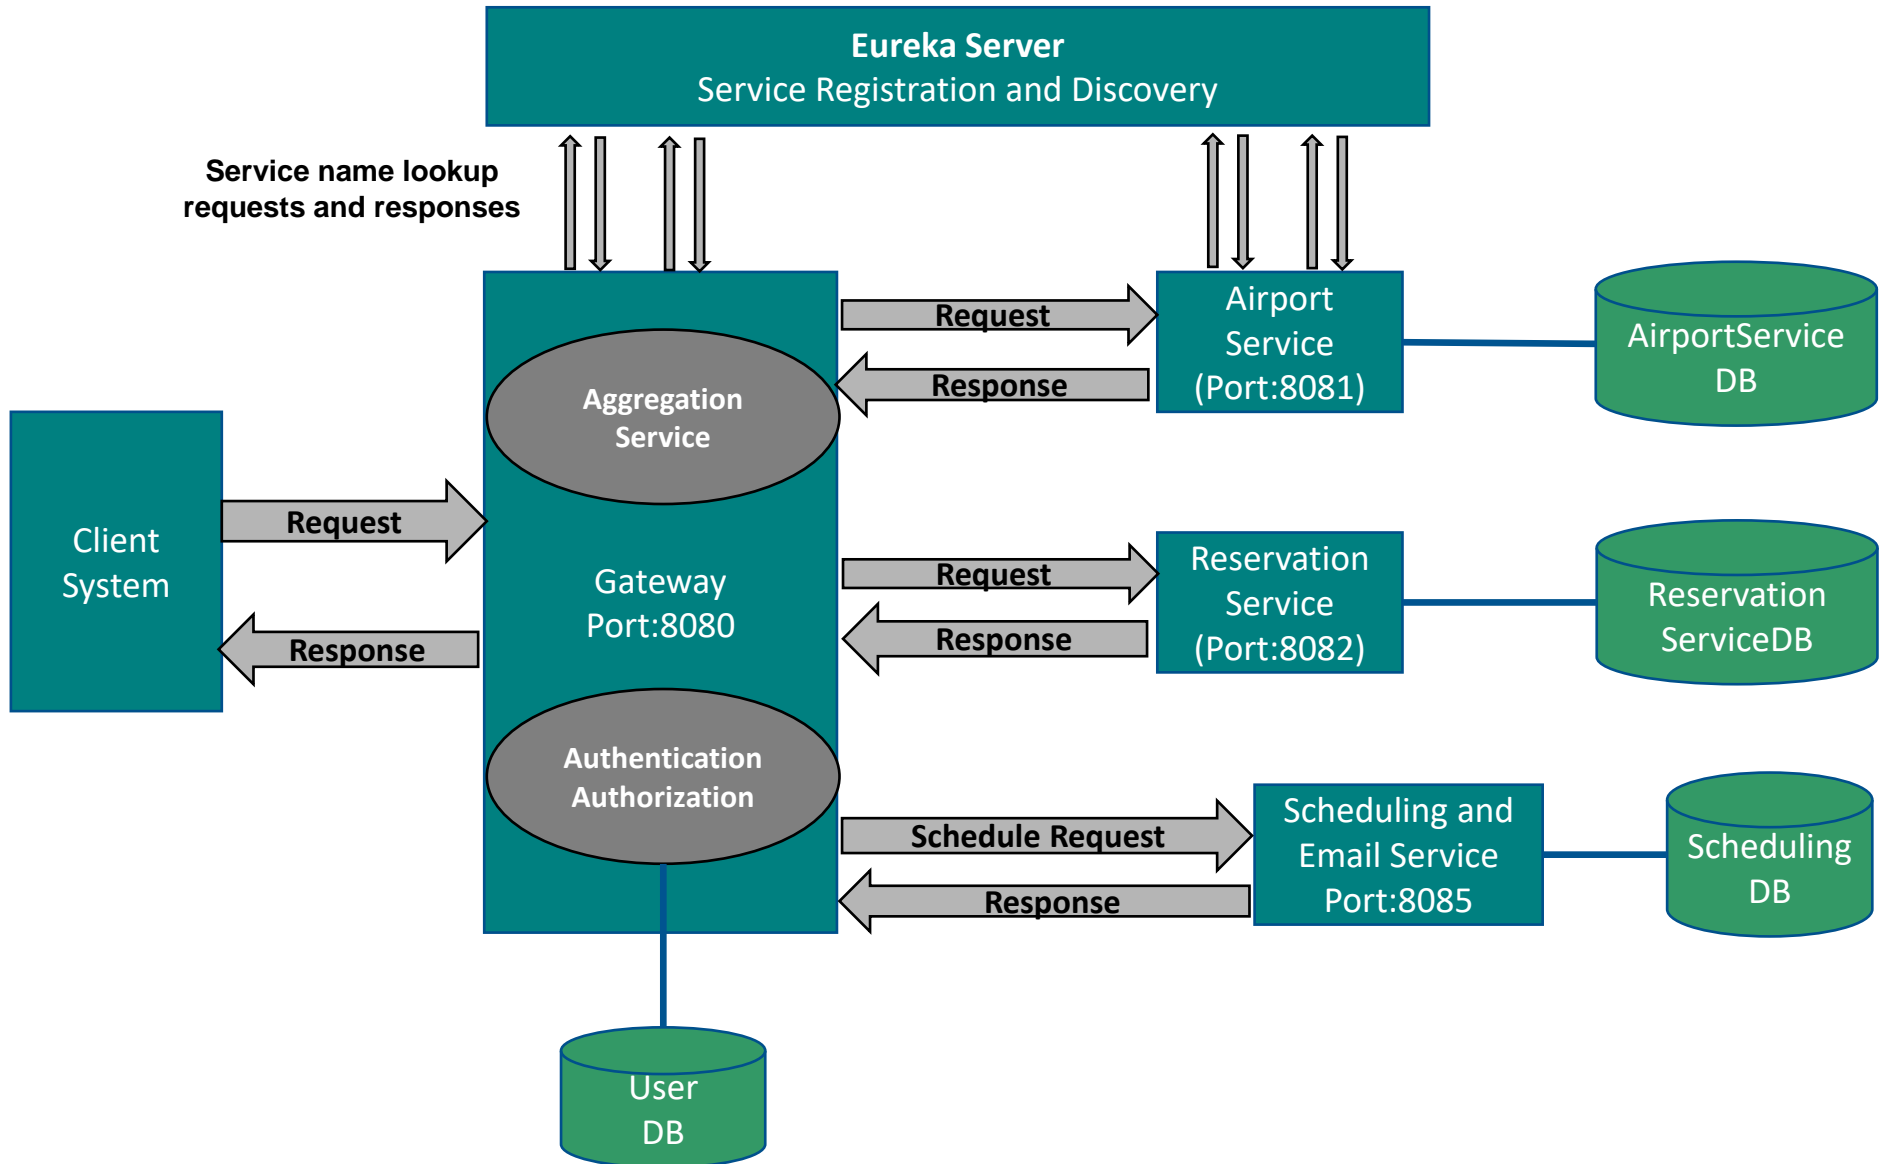 Eureka Server
Service Registration and Discovery
Service name lookup
requests and responses
Aggregation
Service
Request
Response
Airport
Service
(Port:8081)
AirportService
DB
Client
System
Request
Response
Gateway
Port:8080
Request
Response
Reservation
Service
(Port:8082)
Reservation
ServiceDB
Authentication
Authorization
Schedule Request
Response
Scheduling and
Email Service
Port:8085
Scheduling
DB
User
DB